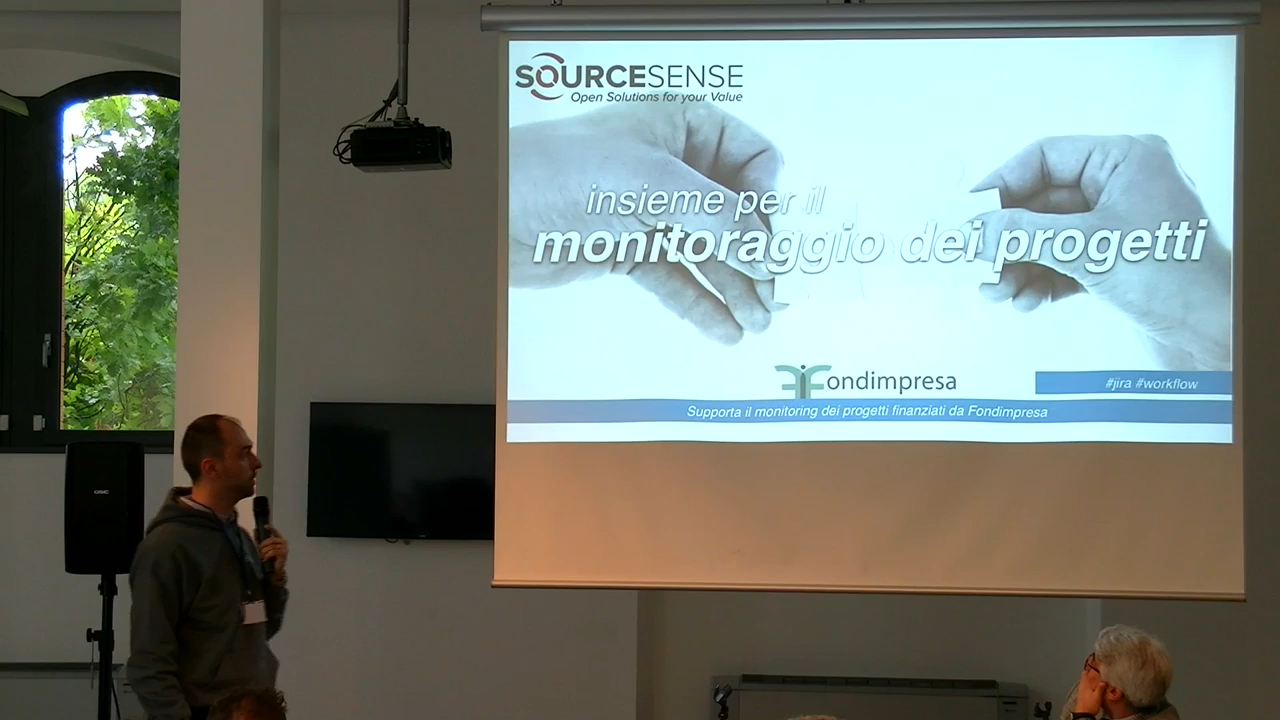 SOURCESENSE
Open Solutions for your Value
insieme per il
monitoraggio dei progetti
Fondimpresa
#jira #workflow
Supporta il monitoring dei progetti finanziati da Fondimpresa
QSC